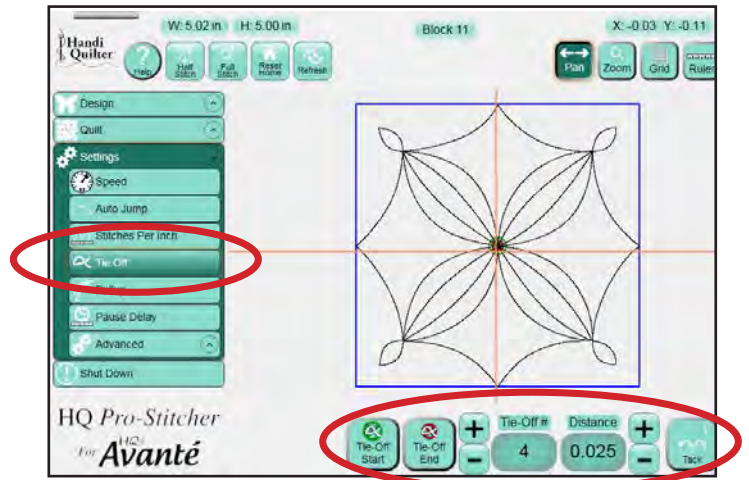 W: 5.02 in H: 5.00 in Block 11 X: -0.03 Y: -0.11
Handi
Quilter
Help
Half
Stitch
Full
Stitch
Reset
Home
Refresh
Pan
Zoom
Grid
Ruler
Design
Quilt
Settings
Speed
Auto Jump
Stitches Per Inch
Tie Off
Pause Delay
Advanced
Shut Down
HQ Pro-Stitcher
For HQ's
Avanté
Tie-Off
Start
Tie-Off
End
+
-
Tie-Off #
4
Distance
0.025
+
-
Tack